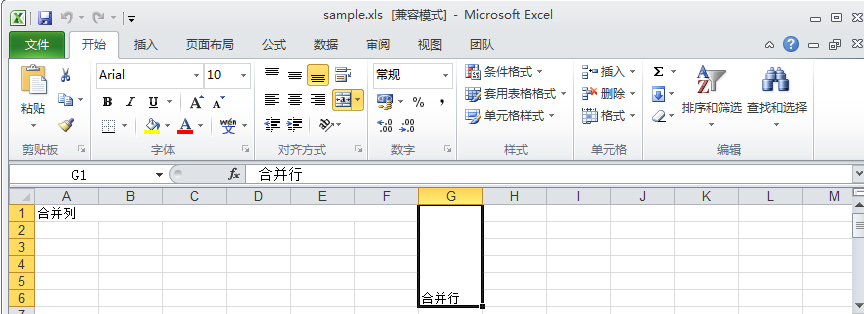 sample.xls [兼容模式] - Microsoft Excel
文件 开始 插入 页面布局 公式 数据 审阅 视图 团队
Arial 10 常规 条件格式 插入 Σ
粘贴 B I U A A % , 套用表格格式 删除 排序和筛选 查找和选择
A wén 文 .0 .00 .00 .0 单元格样式 格式
剪贴板 字体 对齐方式 数字 样式 单元格 编辑
G1 fx 合并行
A B C D E F G H I J K L M
1 合并列
2
3
4
5
6 合并行
7